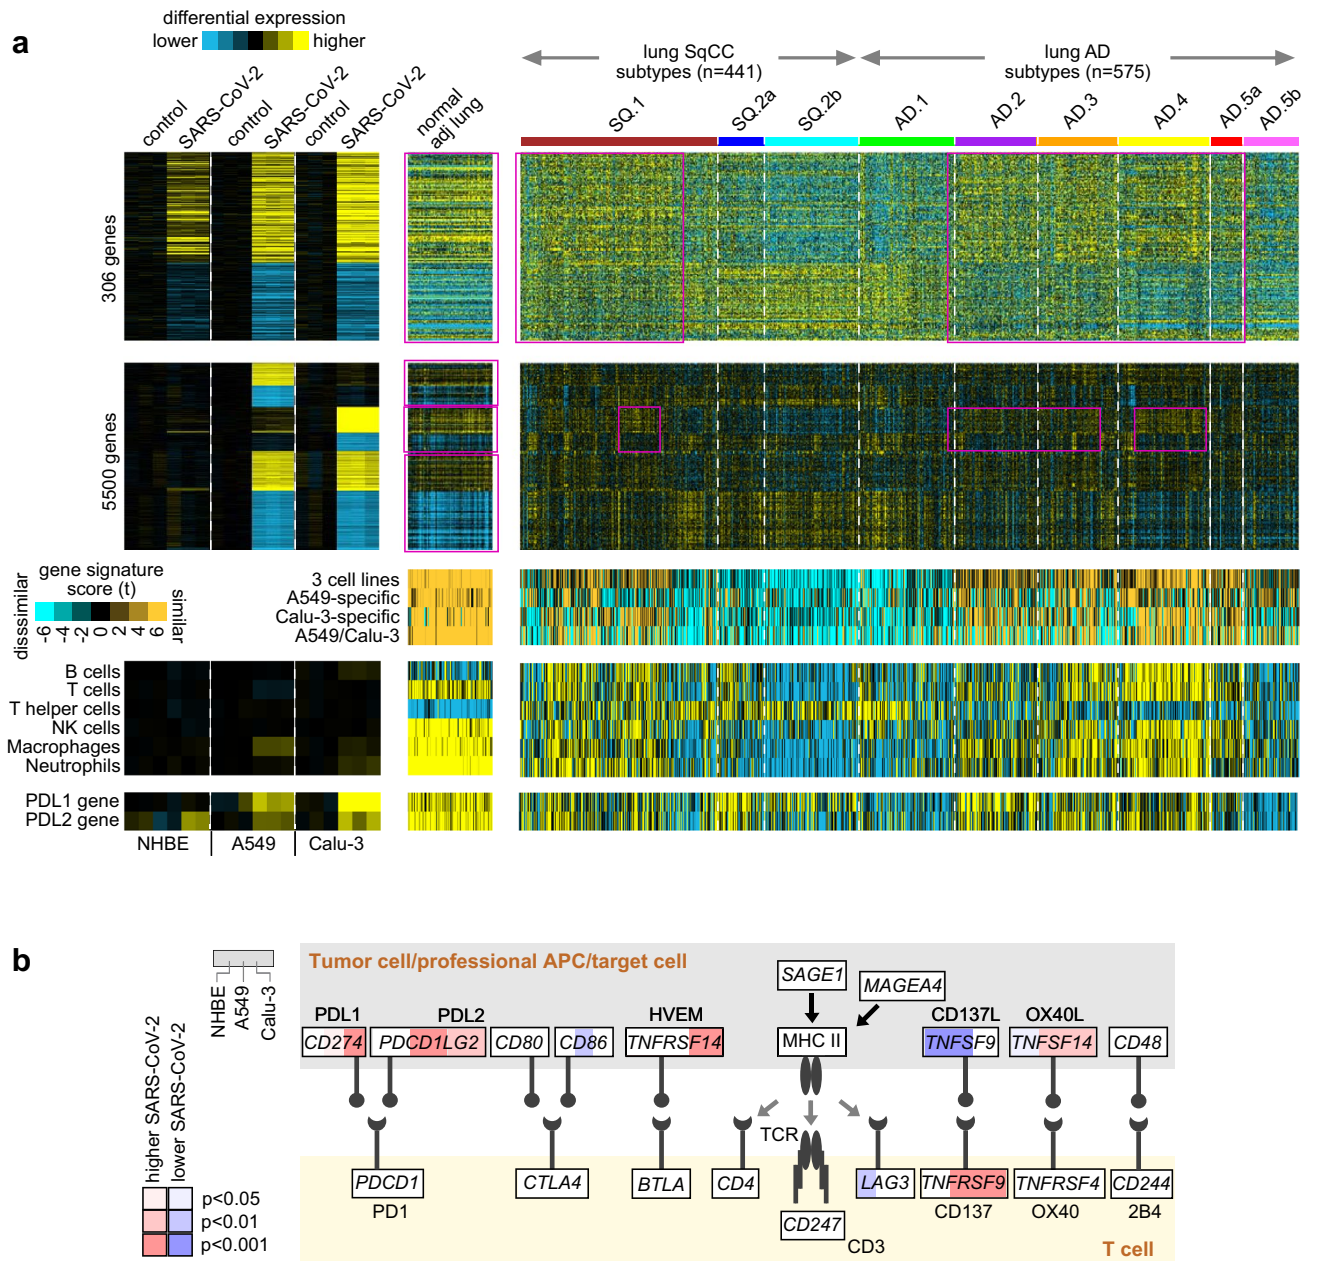 a
differential expression
lower
higher
control
SARS-CoV-2
control
SARS-CoV-2
control
SARS-CoV-2
normal
adj lung
lung SqCC
subtypes (n=441)
lung AD
subtypes (n=575)
SQ.1
SQ.2a
SQ.2b
AD.1
AD.2
AD.3
AD.4
AD.5a
AD.5b
306 genes
5500 genes
gene signature
score (t)
disssimilar
similar
-6
-4
-2
0
2
4
9
3 cell lines
A549-specific
Calu-3-specific
A549/Calu-3
B cells
T cells
T helper cells
NK cells
Macrophages
Neutrophils
PDL1 gene
PDL2 gene
NHBE
A549
Calu-3
b
NHBE
A549
Calu-3
Tumor cell/professional APC/target cell
SAGE1
MAGEA4
PDL1
PDL2
HVEM
CD137L
OX40L
CD274
PDCD1LG2
CD80
CD86
TNFRSF14
MHC II
TNFSF9
TNFSF14
CD48
TCR
PDCD1
CTLA4
BTLA
CD4
LAG3
TNFRSF9
TNFRSF4
CD244
PD1
CD247
CD3
CD137
OX40
2B4
T cell
higher SARS-CoV-2
lower SARS-CoV-2
p<0.05
p<0.01
p<0.001